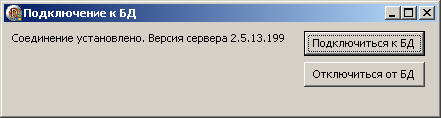 Подключение к БД
Соединение установлено. Версия сервера 2.5.13.199
Подключиться к БД
Отключиться от БД